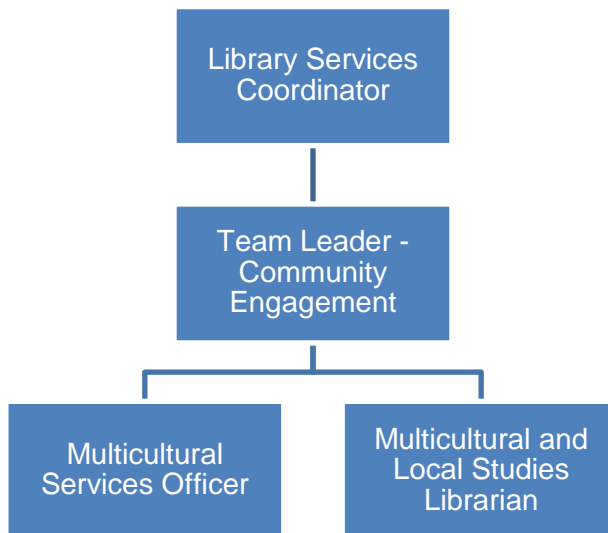 Library Services
Coordinator
Team Leader -
Community
Engagement
Multicultural
Services Officer
Multicultural and
Local Studies
Librarian